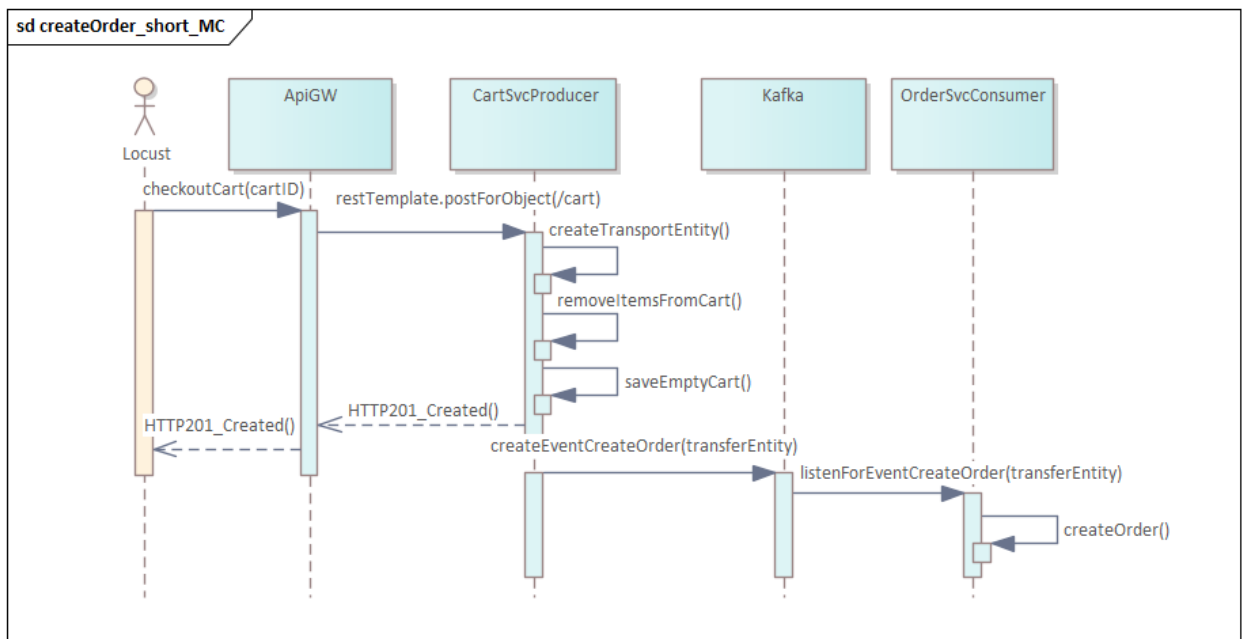 sd createOrder_short_MC
ApiGW
CartSvcProducer
Kafka
OrderSvcConsumer
Locust
checkoutCart(cartID)
restTemplate.postForObject(/cart)
createTransportEntity()
removeItemsFromCart()
saveEmptyCart()
HTTP201_Created()
HTTP201_Created()
createEventCreateOrder(transferEntity)
listenForEventCreateOrder(transferEntity)
createOrder()